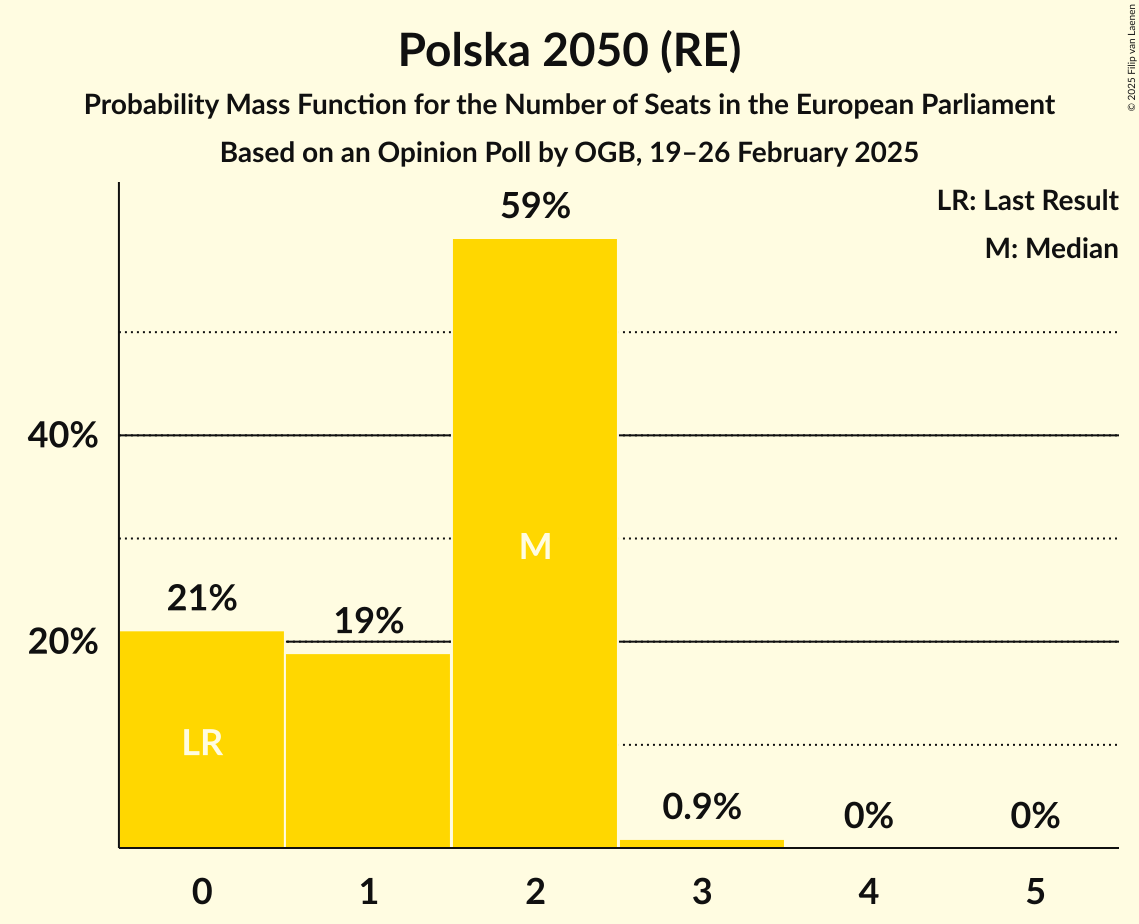 Polska 2050 (RE)
Probability Mass Function for the Number of Seats in the European Parliament
Based on an Opinion Poll by OGB, 19–26 February 2025
© 2025 Filip van Laenen
LR: Last Result
M: Median
59%
40%
M
21%
19%
20%
LR
0.9%
0%
0%
0 1 2 3 4 5